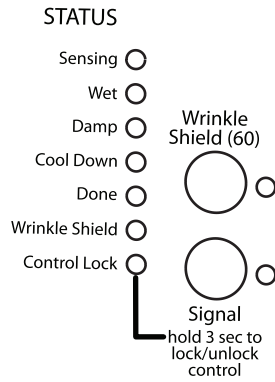 STATUS
Sensing
Wet
Damp
Cool Down
Done
Wrinkle Shield
Control Lock
Wrinkle
Shield (60)
Signal
hold 3 sec to
lock/unlock
control